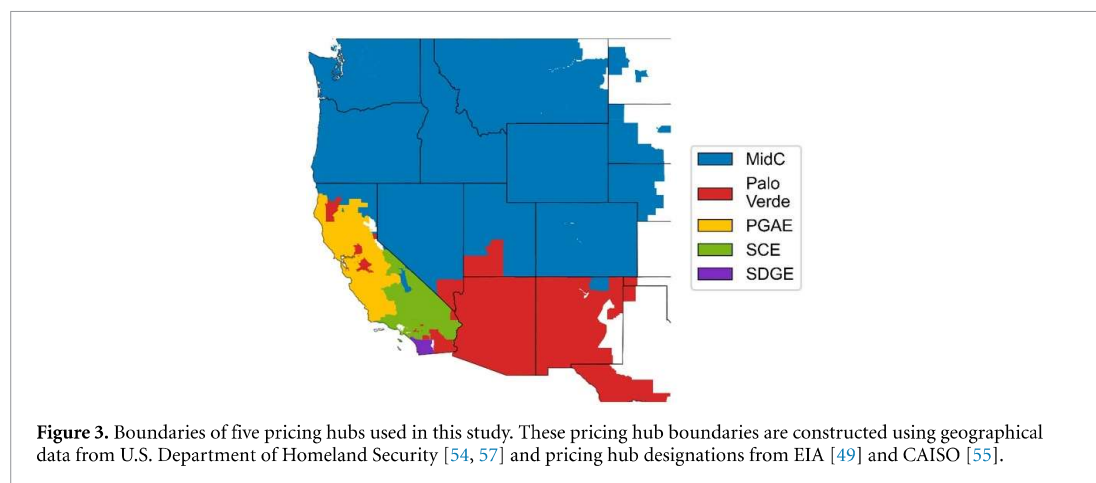 MidC
Palo
Verde
PGAE
SCE
SDGE
Figure 3. Boundaries of five pricing hubs used in this study. These pricing hub boundaries are constructed using geographical
data from U.S. Department of Homeland Security [54, 57] and pricing hub designations from EIA [49] and CAISO [55].